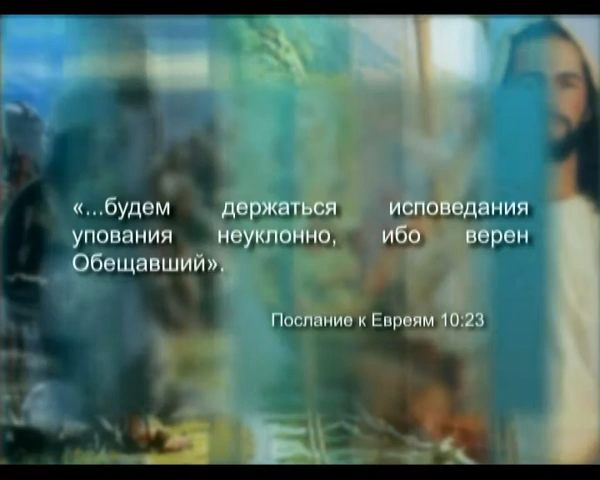 «...будем держаться исповедания
упования неуклонно, ибо верен
Обещавший».
Послание к Евреям 10:23